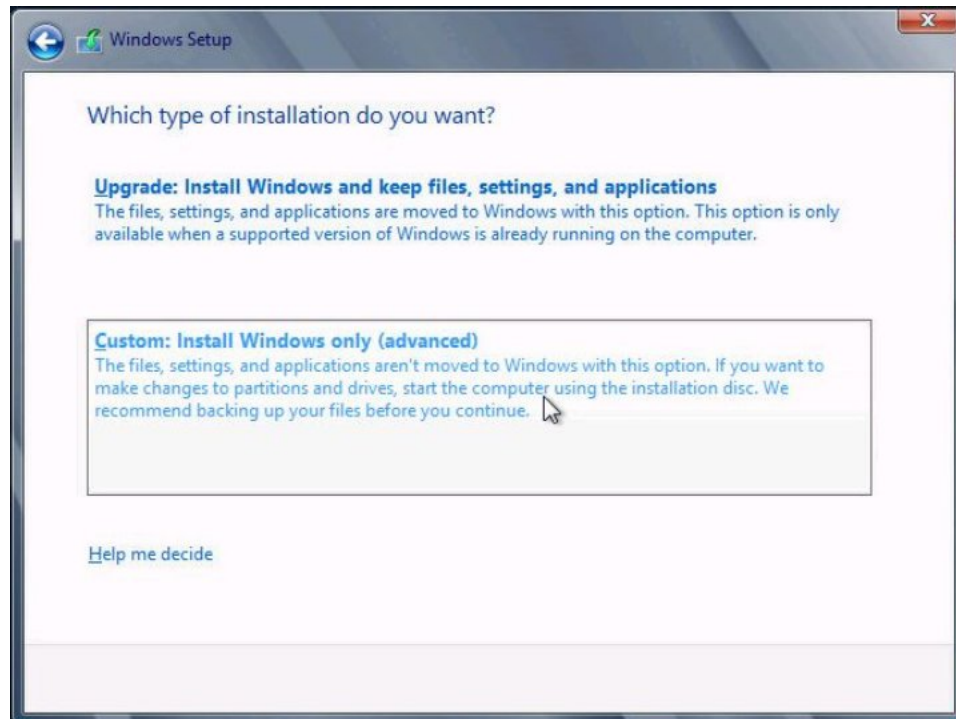 Windows Setup
Which type of installation do you want?
Upgrade: Install Windows and keep files, settings, and applications
The files, settings, and applications are moved to Windows with this option. This option is only
available when a supported version of Windows is already running on the computer.
Custom: Install Windows only (advanced)
The files, settings, and applications aren't moved to Windows with this option. If you want to
make changes to partitions and drives, start the computer using the installation disc. We
recommend backing up your files before you continue.
Help me decide